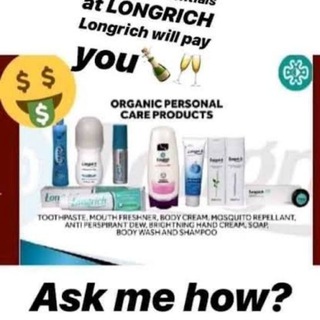 at LONGRICH
Longrich will pay
you
ORGANIC PERSONAL
CARE PRODUCTS
Longrich
TOOTHPASTE, MOUTH FRESHNER, BODY CREAM, MOSQUITO REPELLANT,
ANTI PERSPIRANT DEW, BRIGHTNING HAND CREAM, SOAP,
BODY WASH AND SHAMPOO
Ask me how?